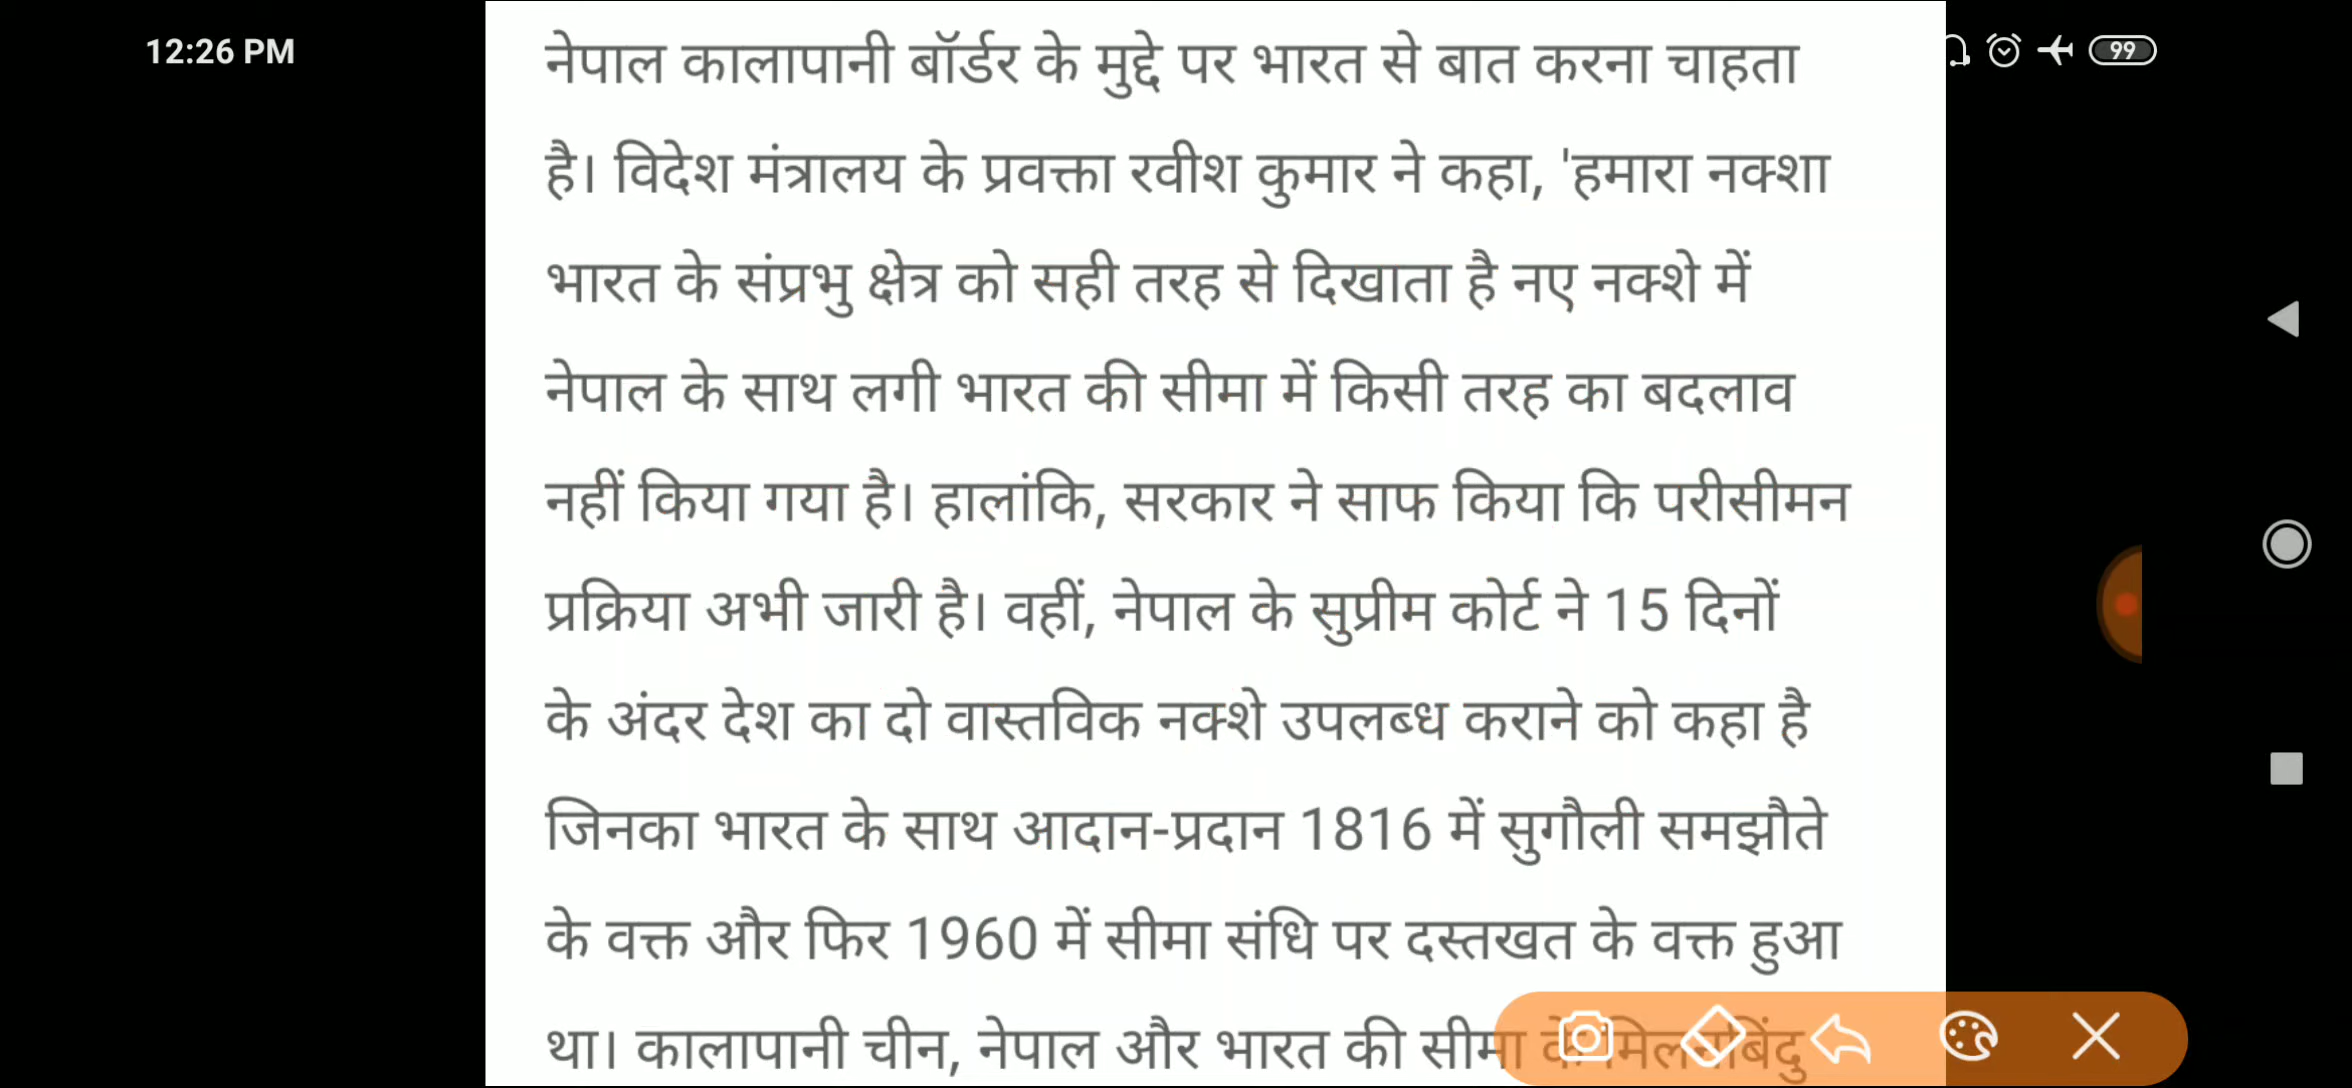 12:26 PM
99
नेपाल कालापानी बॉर्डर के मुद्दे पर भारत से बात करना चाहता
है। विदेश मंत्रालय के प्रवक्ता रवीश कुमार ने कहा, 'हमारा नक्शा
भारत के संप्रभु क्षेत्र को सही तरह से दिखाता है नए नक्शे में
नेपाल के साथ लगी भारत की सीमा में किसी तरह का बदलाव
नहीं किया गया है। हालांकि, सरकार ने साफ किया कि परीसीमन
प्रक्रिया अभी जारी है। वहीं, नेपाल के सुप्रीम कोर्ट ने 15 दिनों
के अंदर देश का दो वास्तविक नक्शे उपलब्ध कराने को कहा है
जिनका भारत के साथ आदान-प्रदान 1816 में सुगौली समझौते
के वक्त और फिर 1960 में सीमा संधि पर दस्तखत के वक्त हुआ
था। कालापानी चीन, नेपाल और भारत की सीमा के मिलनबिंदु